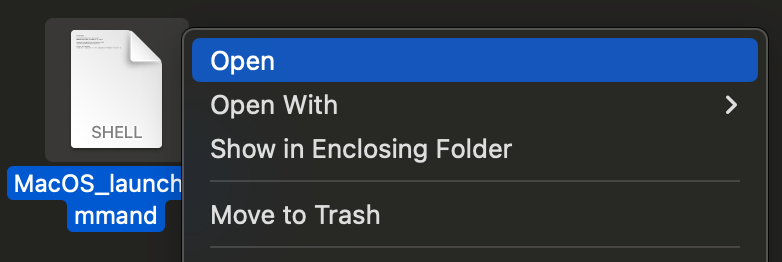 SHELL
MacOS_launch
mmand
Open
Open With
Show in Enclosing Folder
Move to Trash